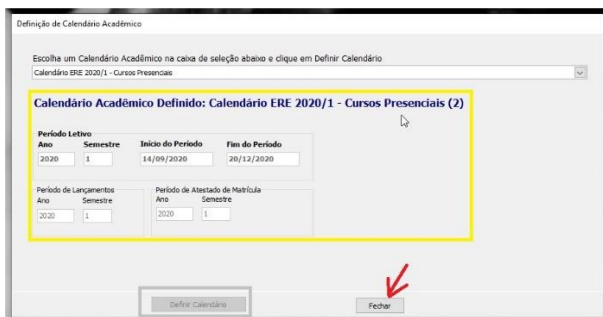 Definição de Calendário Acadêmico
Escolha um Calendário Acadêmico na caixa de seleção abaixo e clique em Definir Calendário
Calendário ERE 2020/1 - Cursos Presenciais
Calendário Acadêmico Definido: Calendário ERE 2020/1 - Cursos Presenciais (2)
Período Letivo
Ano Semestre Início do Período Fim do Período
2020 1 14/09/2020 20/12/2020
Período de Lançamentos Período de Atestado de Matrícula
Ano Semestre Ano Semestre
2020 1 2020 1
Definir Calendário Fechar